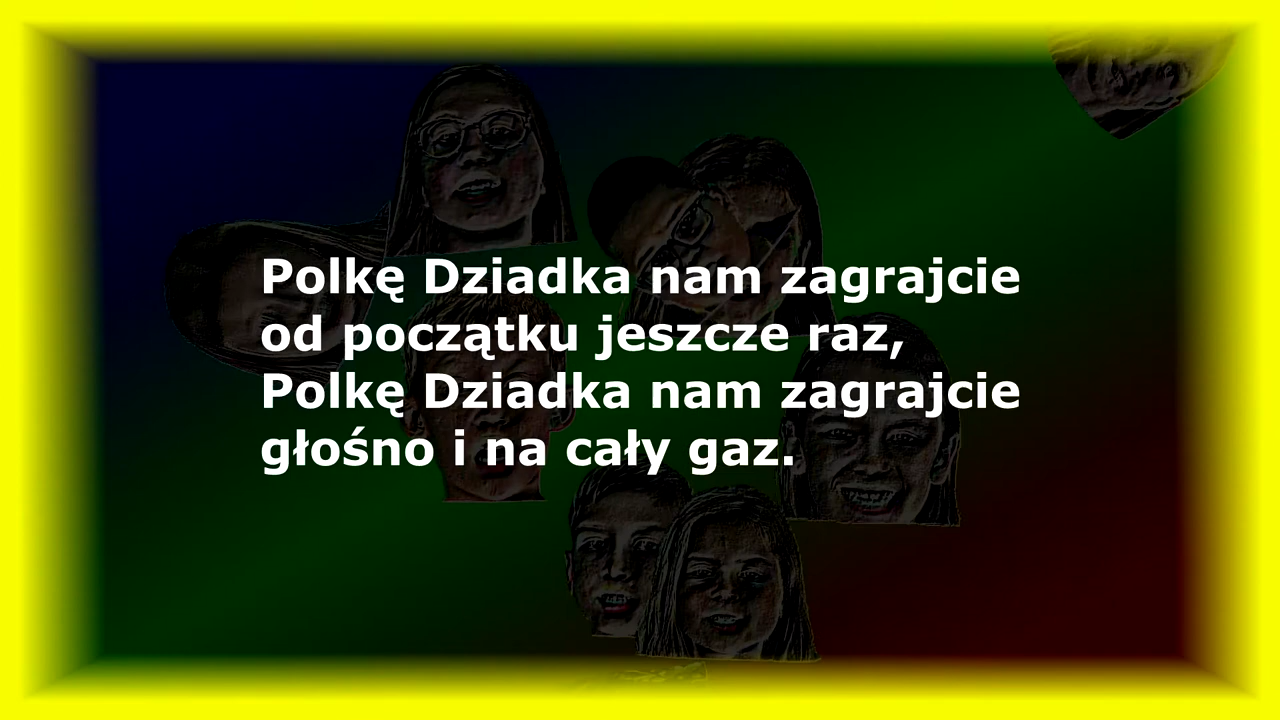 Polkę Dziadka nam zagrajcie
od początku jeszcze raz,
Polkę Dziadka nam zagrajcie
głośno i na cały gaz.